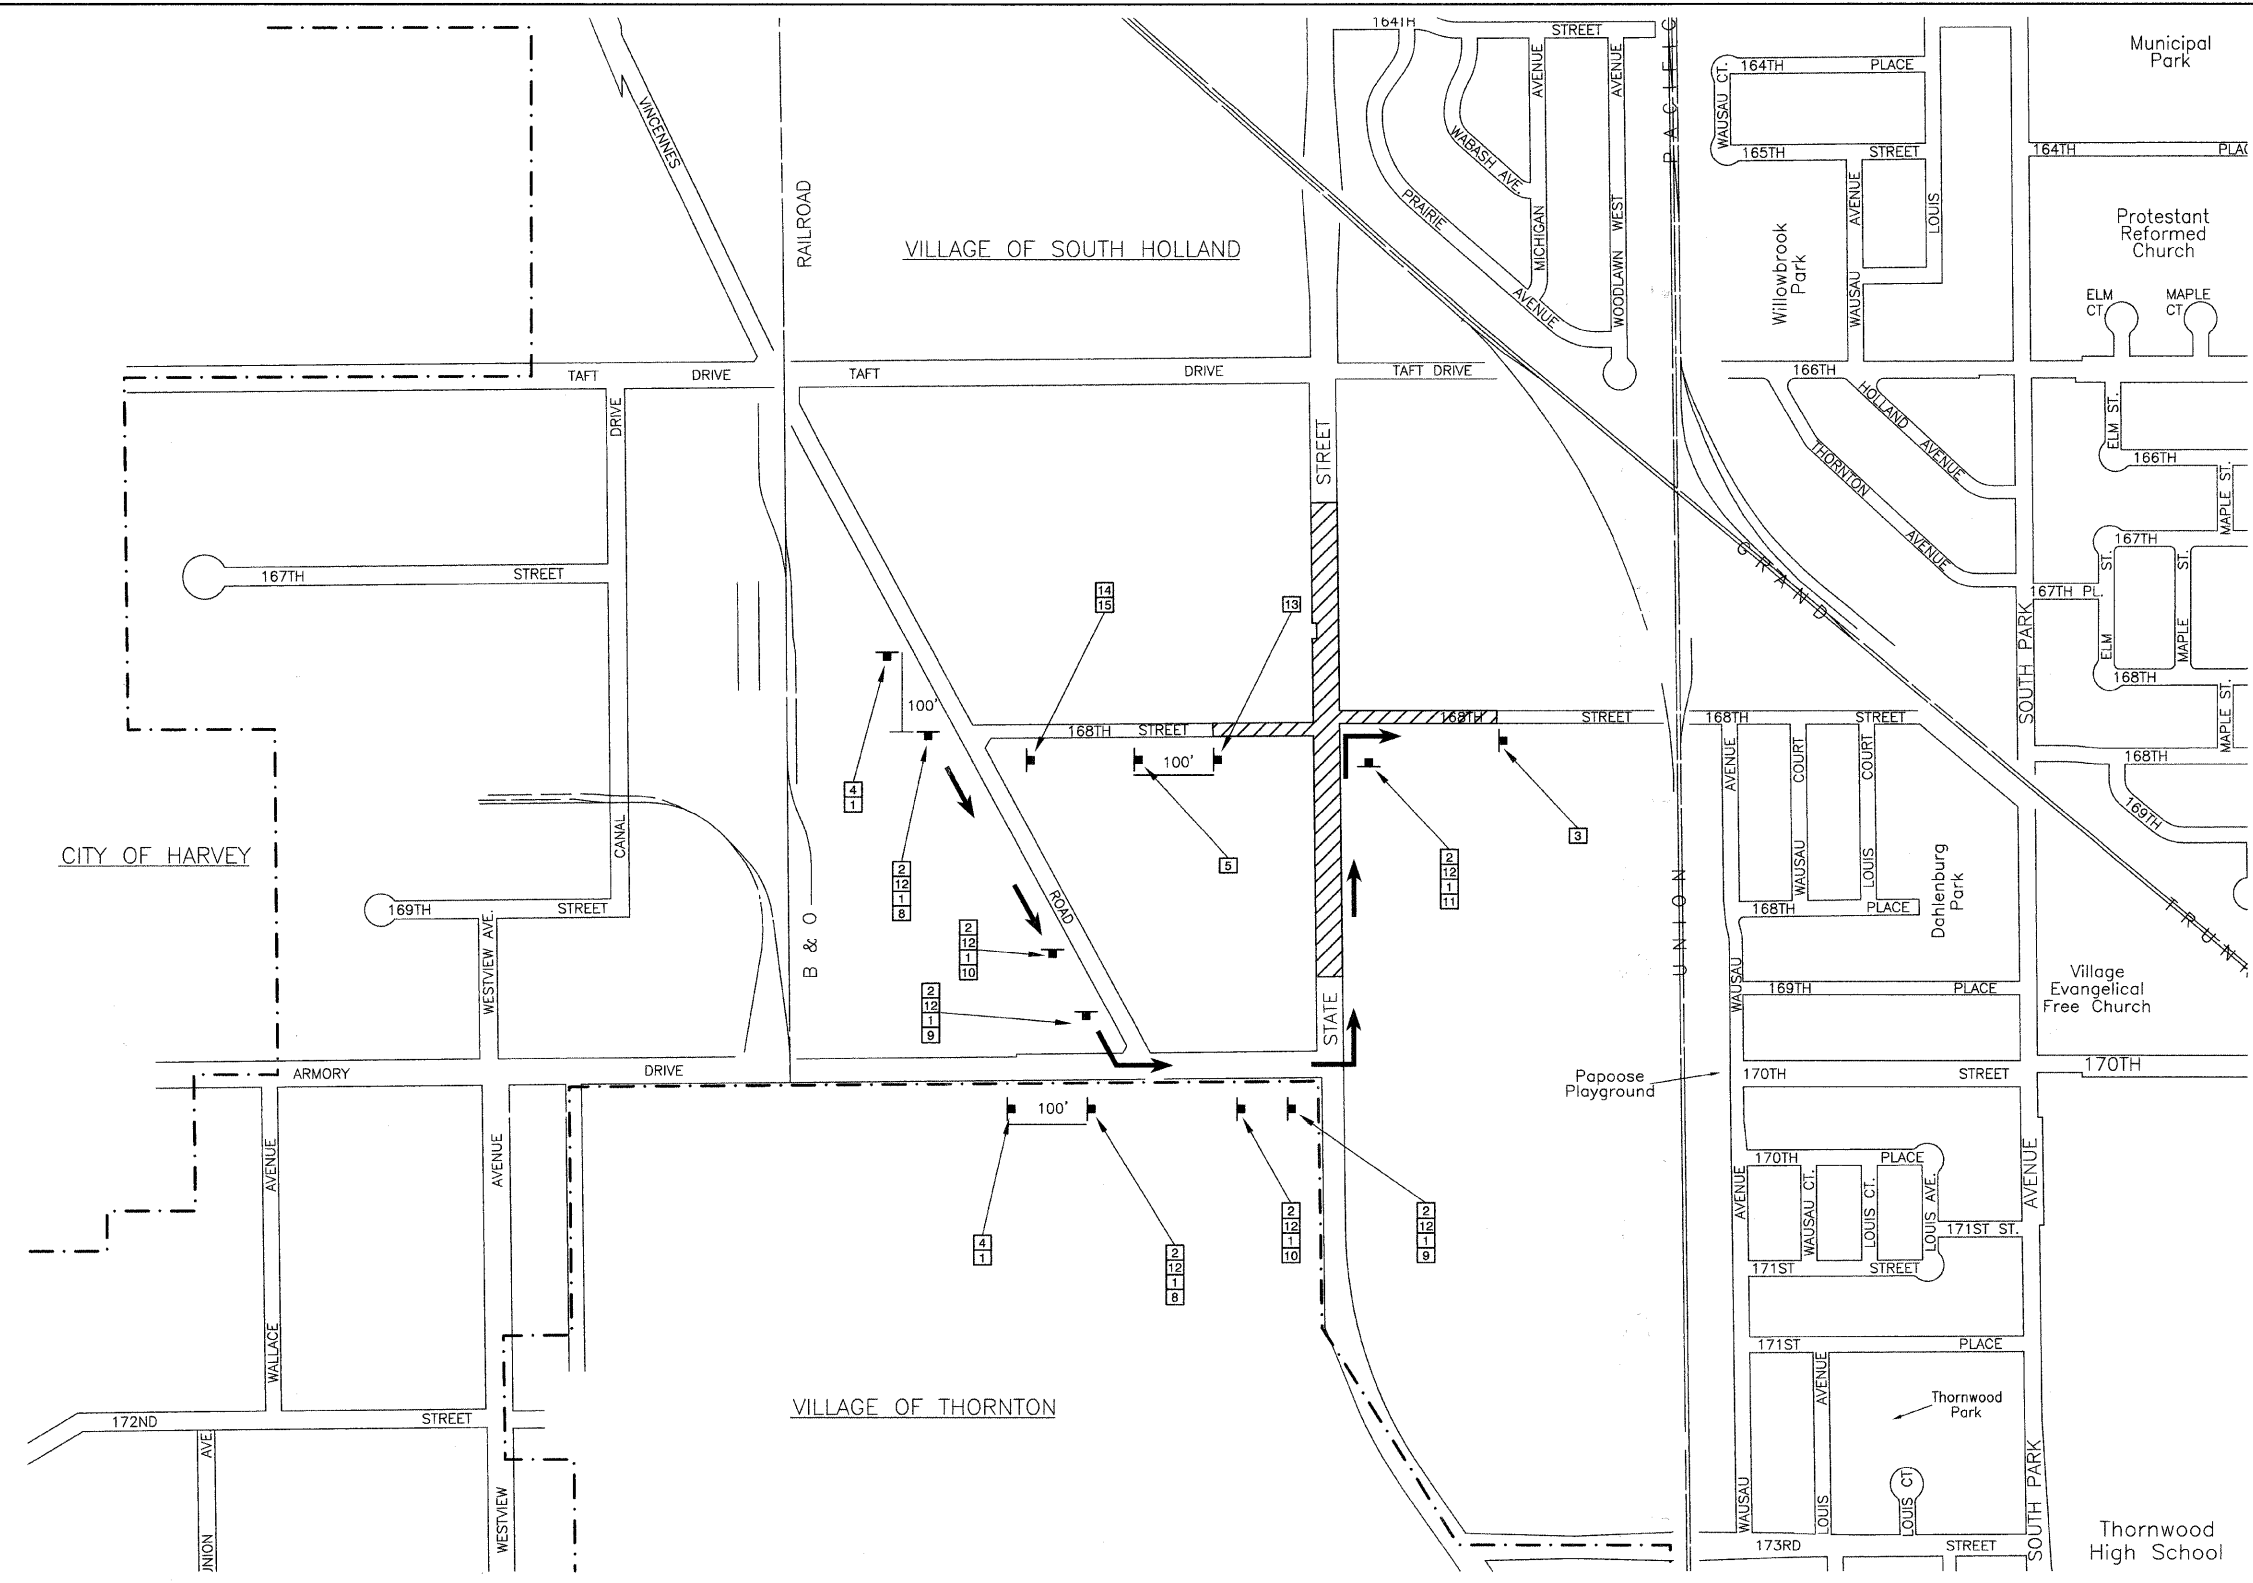 164TH
STREET
VINCENNES
RAILROAD
VILLAGE OF SOUTH HOLLAND
WABASH AVE.
PRAIRIE
AVENUE
MICHIGAN
AVENUE
WOODLAWN WEST
AVENUE
PACIFIC
WAUSAU CT.
164TH
PLACE
165TH
STREET
WAUSAU
AVENUE
LOUIS
Municipal
Park
164TH
Protestant
Reformed
Church
ELM
CT
MAPLE
CT
Willowbrook
Park
TAFT
DRIVE
TAFT
DRIVE
TAFT DRIVE
166TH
HOLLAND AVENUE
THORNTON
AVENUE
ELM ST.
166TH
MAPLE ST.
DRIVE
STREET
167TH
STREET
GRAND
167TH
ST.
ST.
167TH PL.
SOUTH PARK
ELM
MAPLE
168TH
MAPLE ST.
14
15
13
100'
168TH
STREET
168TH
STREET
168TH
STREET
100'
4
1
3
5
CITY OF HARVEY
CANAL
169TH
STREET
WESTVIEW AVE.
B & O
2
12
1
8
2
12
1
10
2
12
1
9
ROAD
2
12
1
11
STATE
UNION
AVENUE
WAUSAU
COURT
LOUIS
COURT
168TH
PLACE
Dahlenburg
Park
168TH
169TH
Village
Evangelical
Free Church
WAUSAU
169TH
PLACE
ARMORY
DRIVE
Papoose
Playground
170TH
STREET
170TH
100'
AVENUE
AVENUE
4
1
2
12
1
8
2
12
1
10
2
12
1
9
AVENUE
170TH
PLACE
WAUSAU CT.
LOUIS CT.
LOUIS AVE.
171ST ST.
AVENUE
171ST
STREET
WALLACE
171ST
PLACE
172ND
STREET
VILLAGE OF THORNTON
AVENUE
Thornwood
Park
AVE
WESTVIEW
WAUSAU
LOUIS
LOUIS CT
SOUTH PARK
173RD
STREET
Thornwood
High School